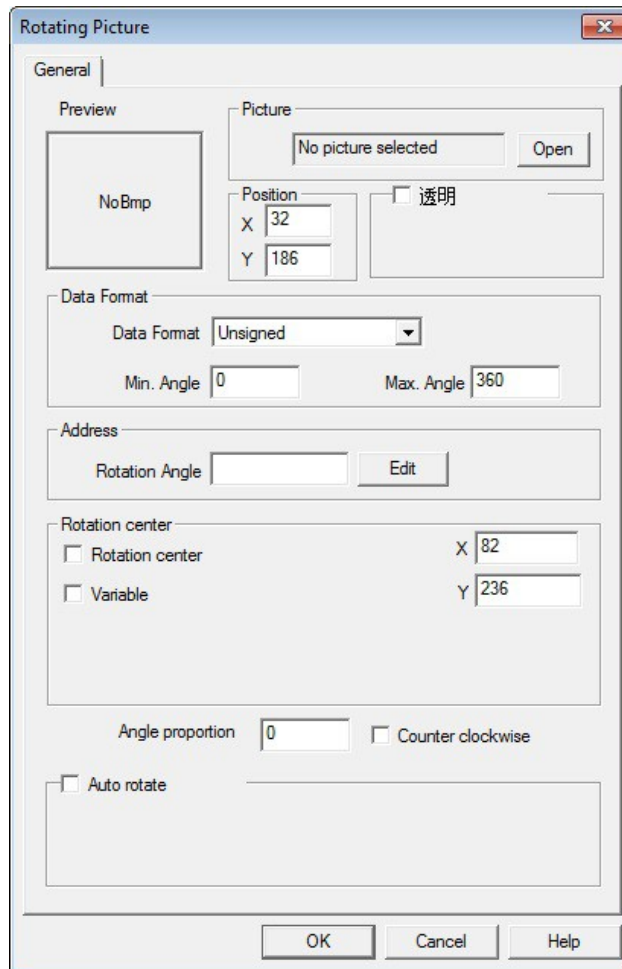 Rotating Picture
General
Preview
NoBmp
Picture
No picture selected
Open
Position
X 32
Y 186
透明
Data Format
Data Format Unsigned
Min. Angle 0 Max. Angle 360
Address
Rotation Angle Edit
Rotation center
Rotation center X 82
Variable Y 236
Angle proportion 0 Counter clockwise
Auto rotate
OK Cancel Help